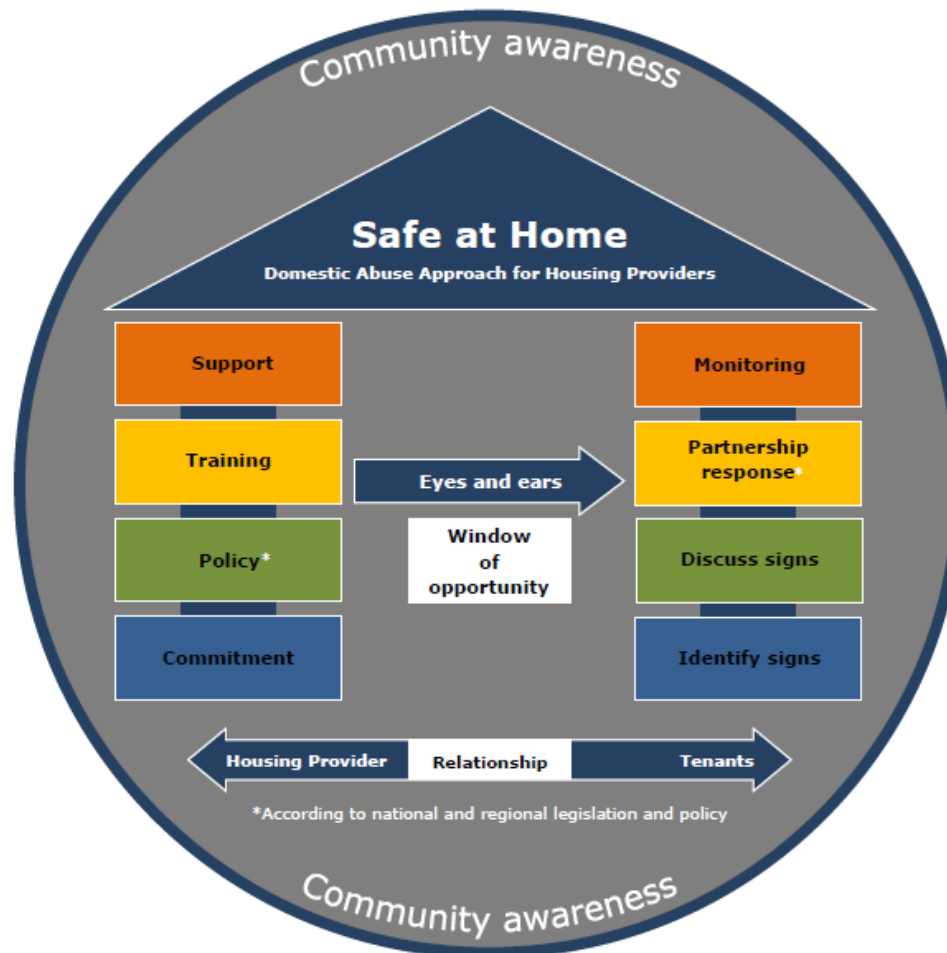 Community awareness
Safe at Home
Domestic Abuse Approach for Housing Providers
Support
Training
Policy*
Commitment
Eyes and ears
Window
of
opportunity
Monitoring
Partnership
response*
Discuss signs
Identify signs
Housing Provider
Relationship
Tenants
*According to national and regional legislation and policy
Community awareness